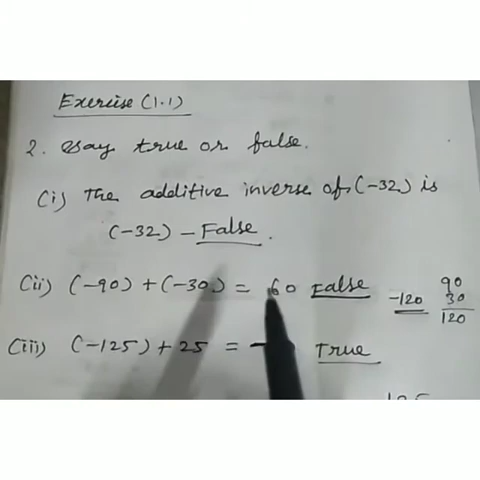 Exercise (1.1)
2. Say true or false.
(i) The additive inverse of (-32) is
(-32) - False.
(ii) (-90) + (-30) = 60 False -120 90
30
120
(iii) (-125) + 25 = - True